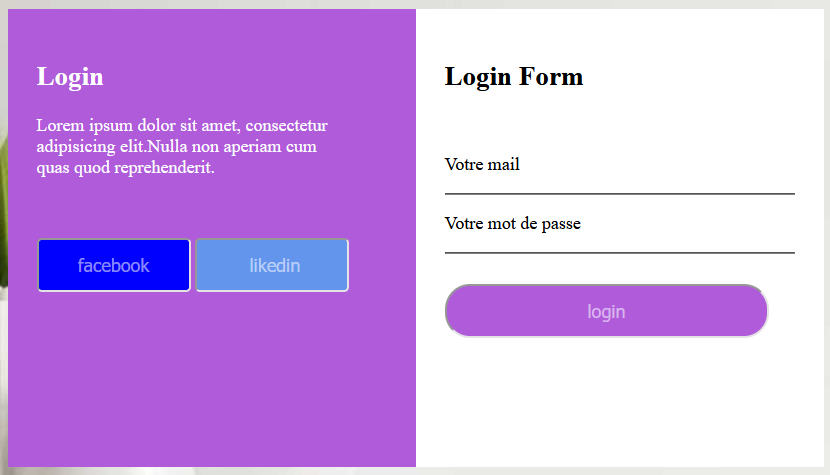 Login
Lorem ipsum dolor sit amet, consectetur
adipisicing elit.Nulla non aperiam cum
quas quod reprehenderit.
facebook
likedin
Login Form
Votre mail
Votre mot de passe
login